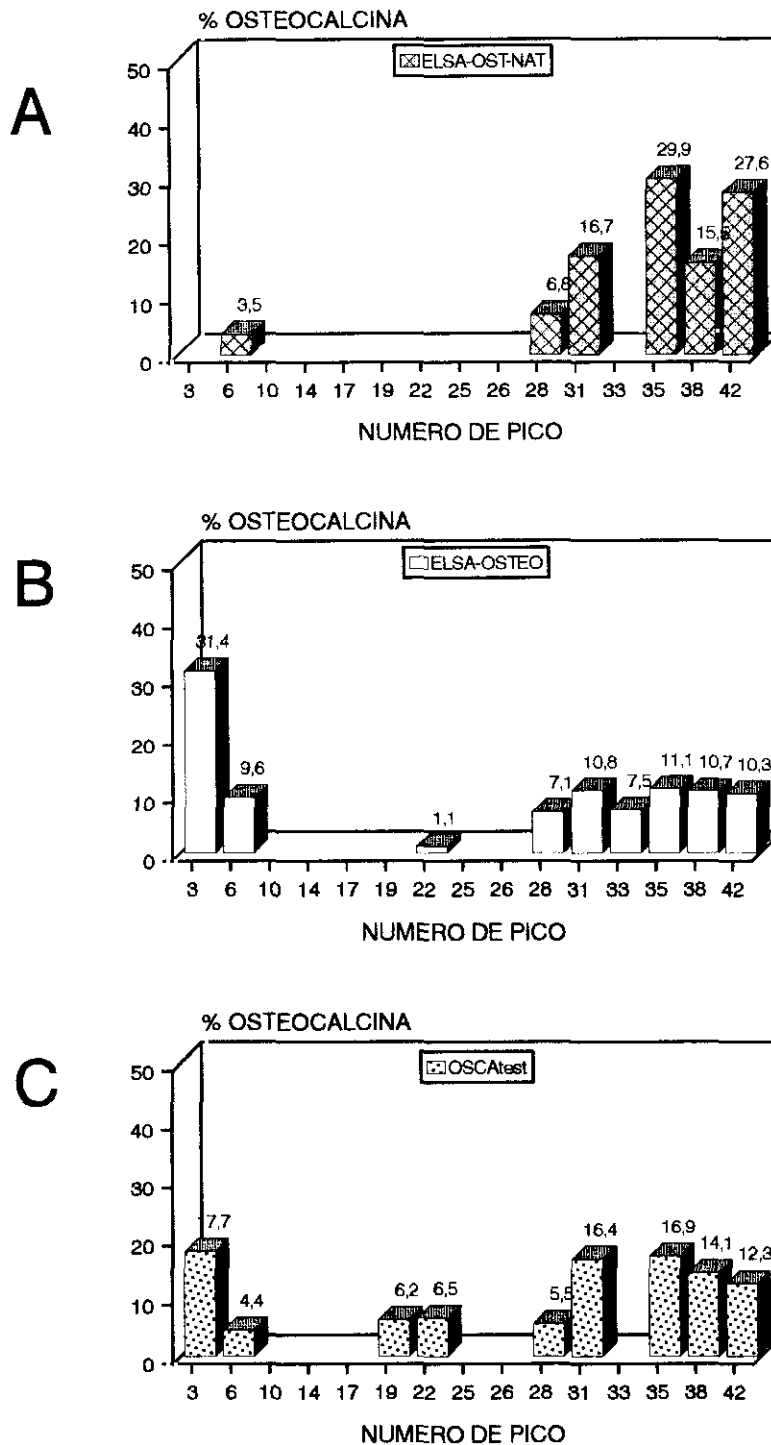 % OSTEOCALCINA
A
ELSA-OST-NAT
50
40
30
20
10
0
3,5
6,8
16,7
29,9
27,6
3 6 10 14 17 19 22 25 26 28 31 33 35 38 42
NUMERO DE PICO
% OSTEOCALCINA
B
ELSA-OSTEO
50
40
30
20
10
0
31,4
9,6
1,1
7,1
10,8
7,5
11,1
10,7
10,3
3 6 10 14 17 19 22 25 26 28 31 33 35 38 42
NUMERO DE PICO
% OSTEOCALCINA
C
OSCAtest
50
40
30
20
10
0
17,7
4,4
6,2
6,5
5,5
16,4
16,9
14,1
12,3
3 6 10 14 17 19 22 25 26 28 31 33 35 38 42
NUMERO DE PICO